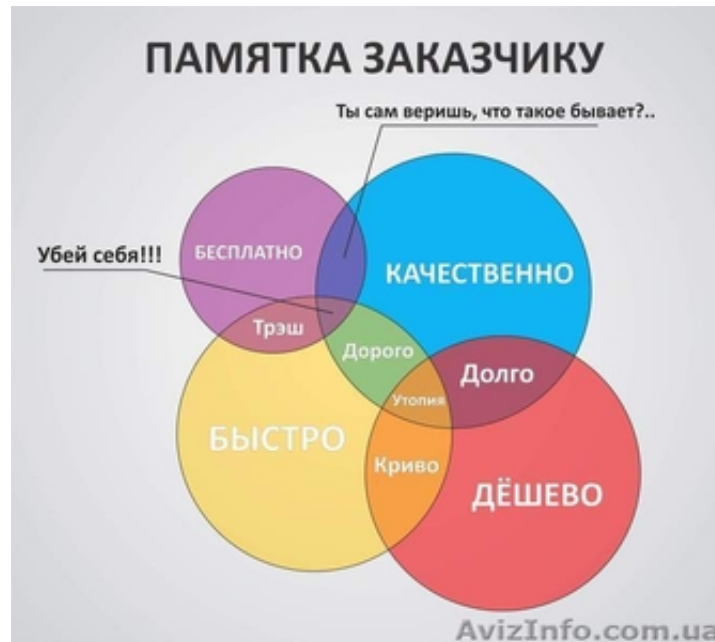 ПАМЯТКА ЗАКАЗЧИКУ
Ты сам веришь, что такое бывает?..
Убей себя!!!
БЕСПЛАТНО
КАЧЕСТВЕННО
Трэш
Дорого
Долго
Утопия
БЫСТРО
Криво
ДЁШЕВО
AvizInfo.com.ua